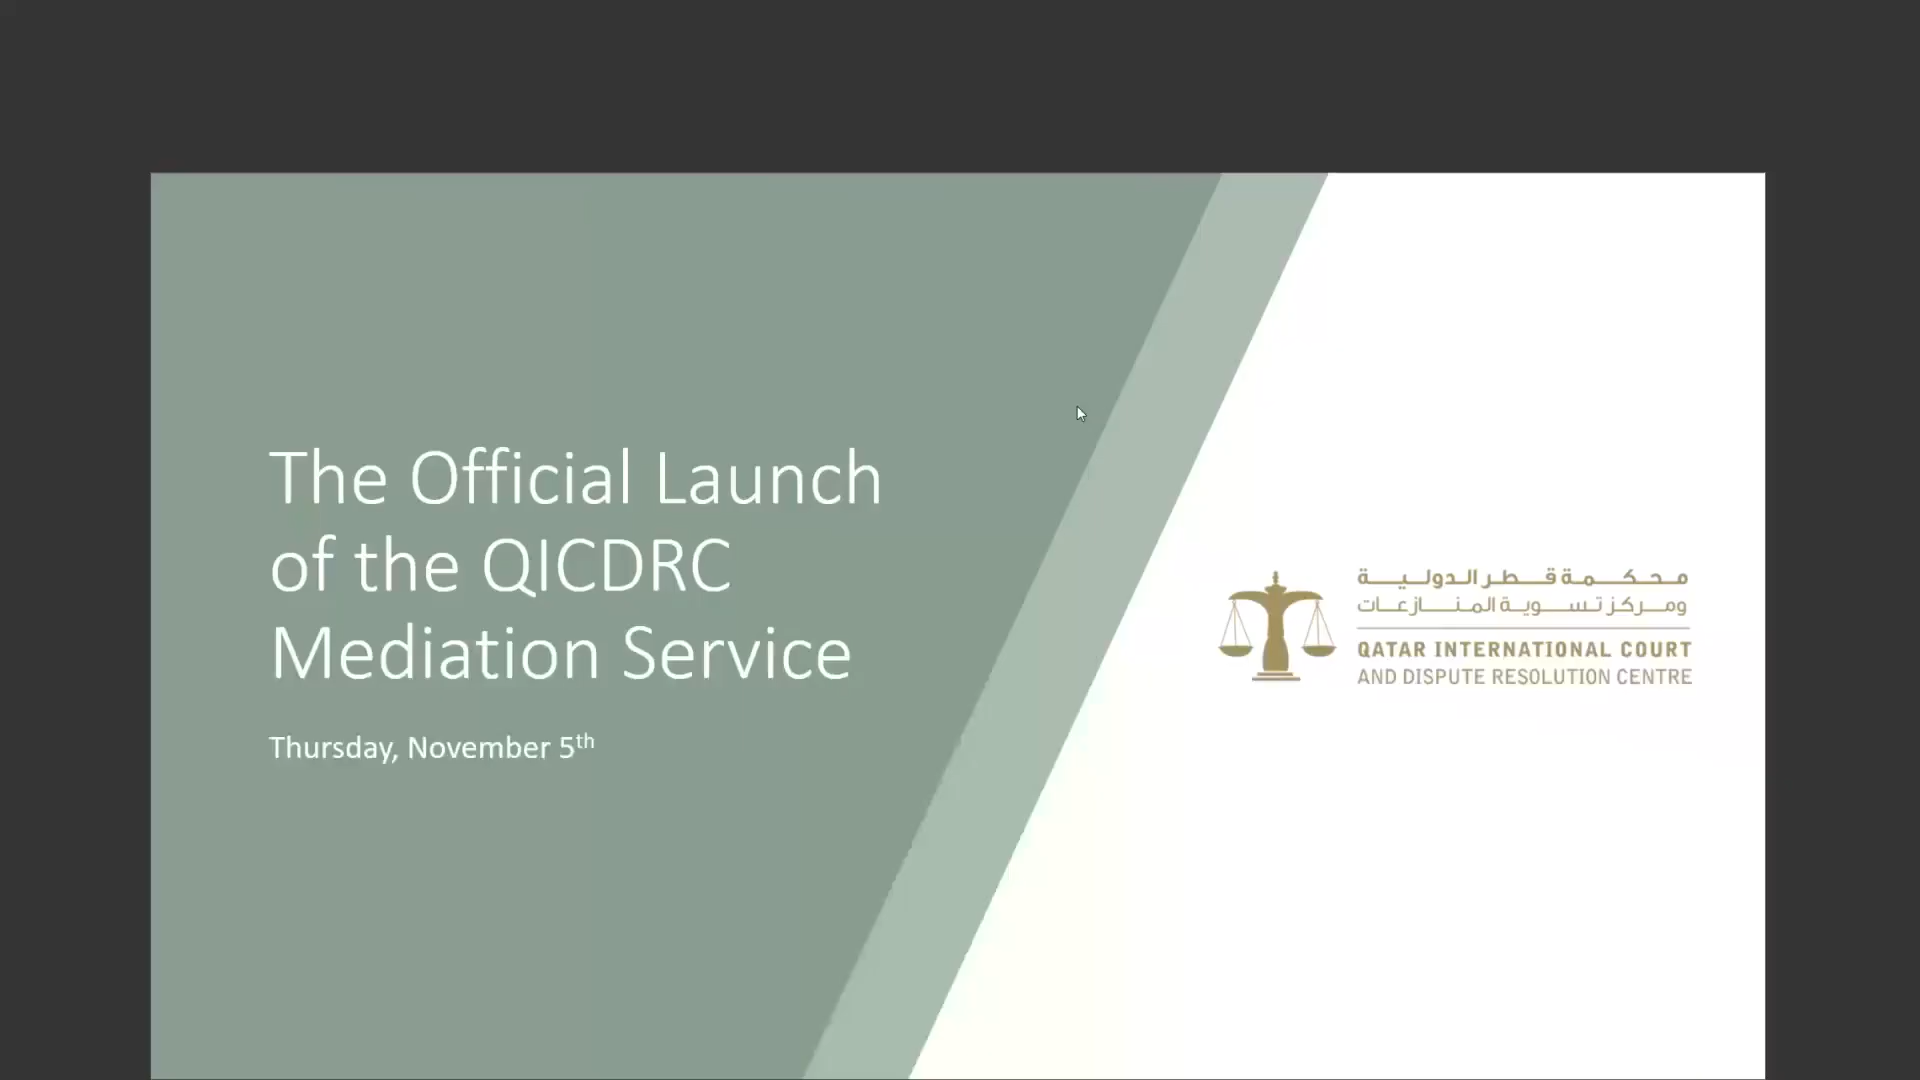 The Official Launch
of the QICDRC
Mediation Service
Thursday, November 5th
محكمة قطر الدولية
ومركز تسوية المنازعات
QATAR INTERNATIONAL COURT
AND DISPUTE RESOLUTION CENTRE